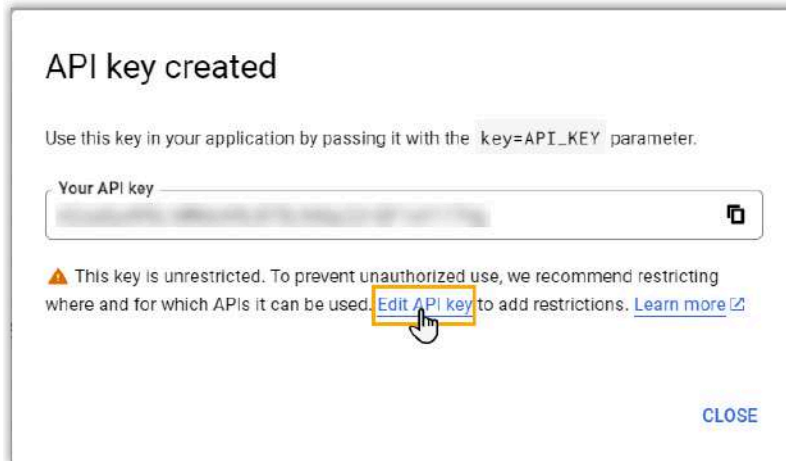 API key created
Use this key in your application by passing it with the key=API_KEY parameter.
Your API key
This key is unrestricted. To prevent unauthorized use, we recommend restricting
where and for which APIs it can be used. Edit API key to add restrictions. Learn more
CLOSE